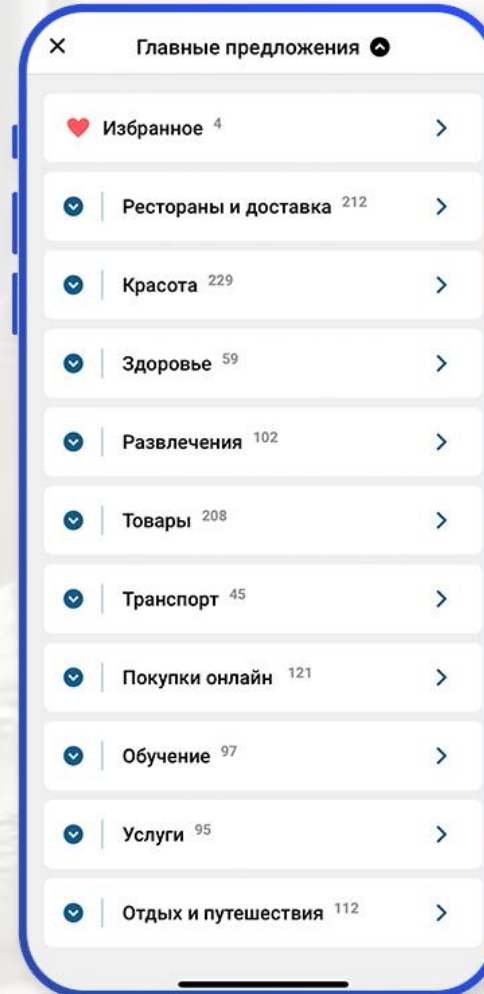 Главные предложения
Избранное 4
Рестораны и доставка 212
Красота 229
Здоровье 59
Развлечения 102
Товары 208
Транспорт 45
Покупки онлайн 121
Обучение 97
Услуги 95
Отдых и путешествия 112